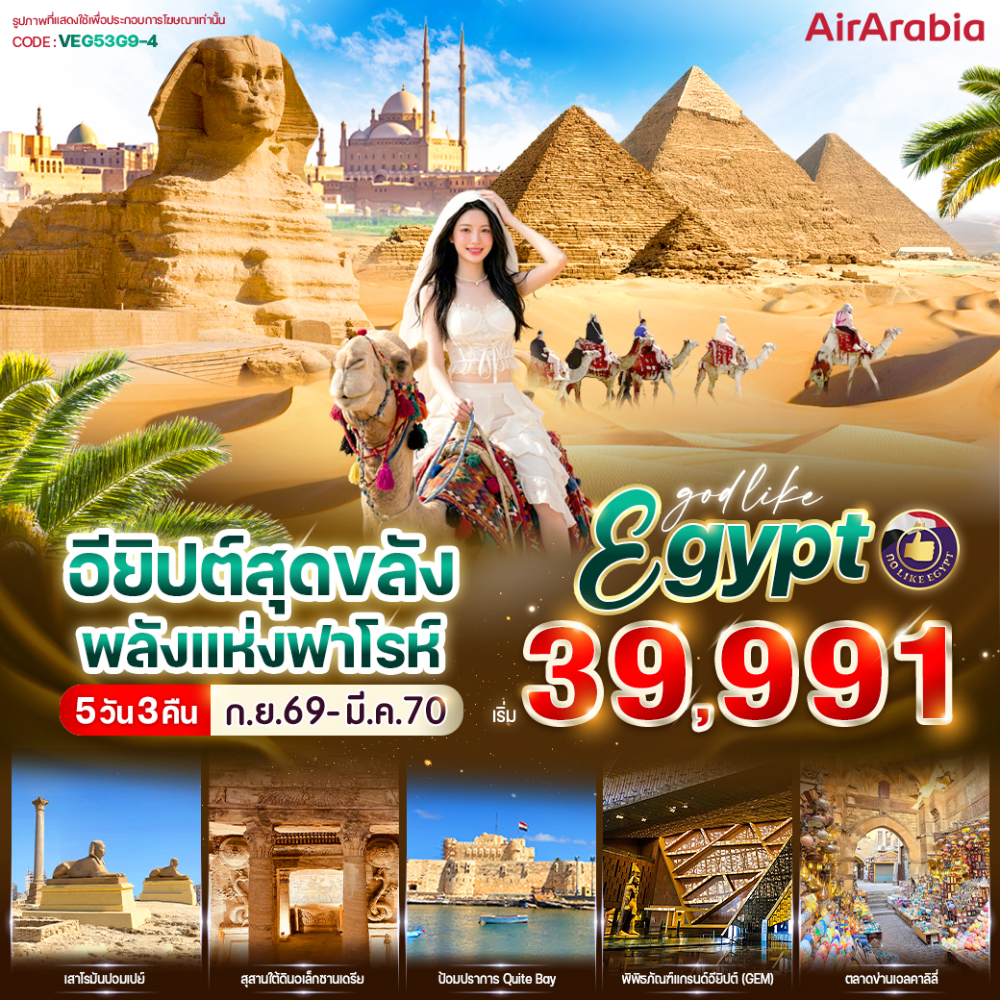 รูปภาพที่แสดงใช้เพื่อประกอบการโฆษณาเท่านั้น
CODE : VEG53G9-4
AirArabia
godlike
Egypt
กด LIKE EGYPT
อียิปต์สุดขลัง
พลังแห่งฟาโรห์
5 วัน 3 คืน ก.ย.69-มี.ค.70
เริ่ม 39,991
เสาโรมันปอมเปย์
สุสานใต้ดินอเล็กซานเดรีย
ป้อมปราการ Quite Bay
พิพิธภัณฑ์แกรนด์อียิปต์ (GEM)
ตลาดข่านเอลคาลิลี่